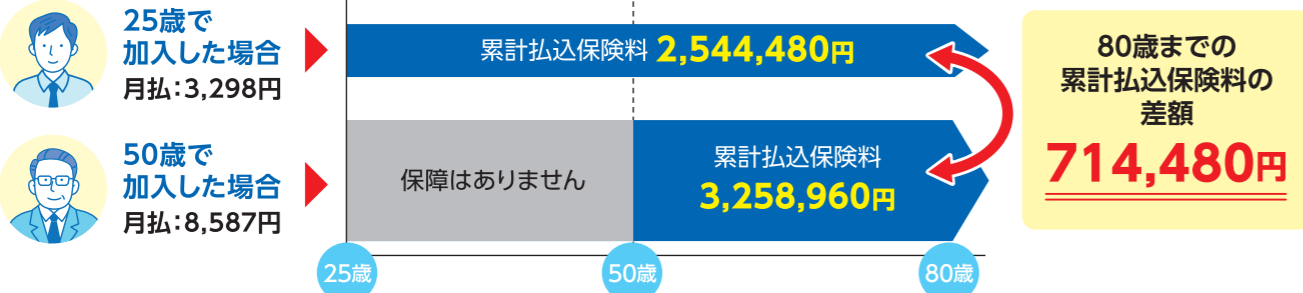 25歳で
加入した場合
月払：3,298円
累計払込保険料 2,544,480円
50歳で
加入した場合
月払：8,587円
保障はありません
累計払込保険料
3,258,960円
25歳
50歳
80歳
80歳までの
累計払込保険料の
差額
714,480円